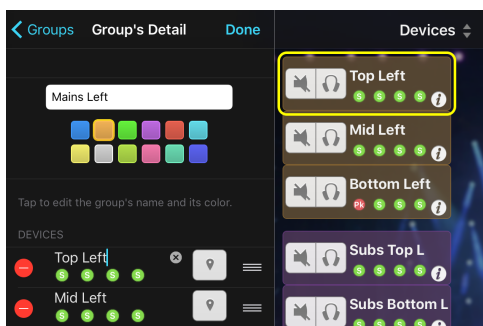 Groups Group's Detail Done
Mains Left
Tap to edit the group's name and its color.
DEVICES
Top Left
S S S S
Mid Left
S S S S
Devices
Top Left
S S S S i
Mid Left
S S S S i
Bottom Left
Pk S S S i
Subs Top L
S S S S i
Subs Bottom L
S S S S i